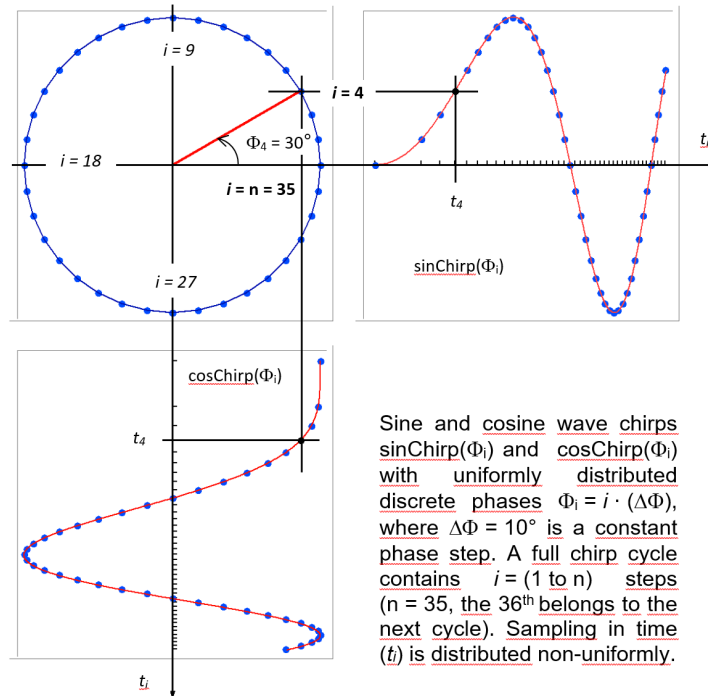 i = 9
i = 4
Φ₄ = 30°
i = 18
i = n = 35
i = 27
tᵢ
t₄
sinChirp(Φᵢ)
cosChirp(Φᵢ)
t₄
tᵢ
Sine and cosine wave chirps
sinChirp(Φᵢ) and cosChirp(Φᵢ)
with uniformly distributed
discrete phases Φᵢ = i · (ΔΦ),
where ΔΦ = 10° is a constant
phase step. A full chirp cycle
contains i = (1 to n) steps
(n = 35, the 36th belongs to the
next cycle). Sampling in time
(tᵢ) is distributed non-uniformly.